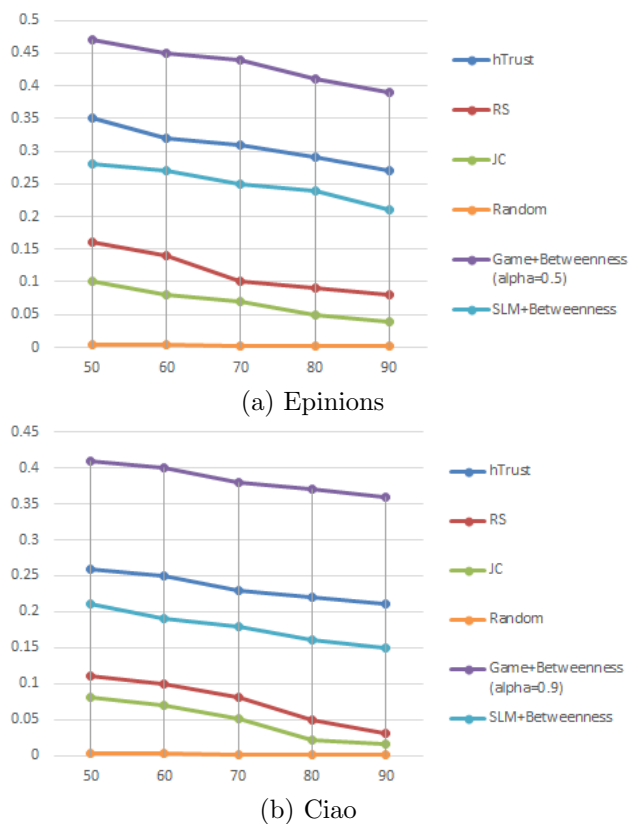 0.5
0.45
0.4
0.35
0.3
0.25
0.2
0.15
0.1
0.05
0
50 60 70 80 90
hTrust
RS
JC
Random
Game+Betweenness
(alpha=0.5)
SLM+Betweenness
(a) Epinions
0.45
0.4
0.35
0.3
0.25
0.2
0.15
0.1
0.05
0
50 60 70 80 90
hTrust
RS
JC
Random
Game+Betweenness
(alpha=0.9)
SLM+Betweenness
(b) Ciao